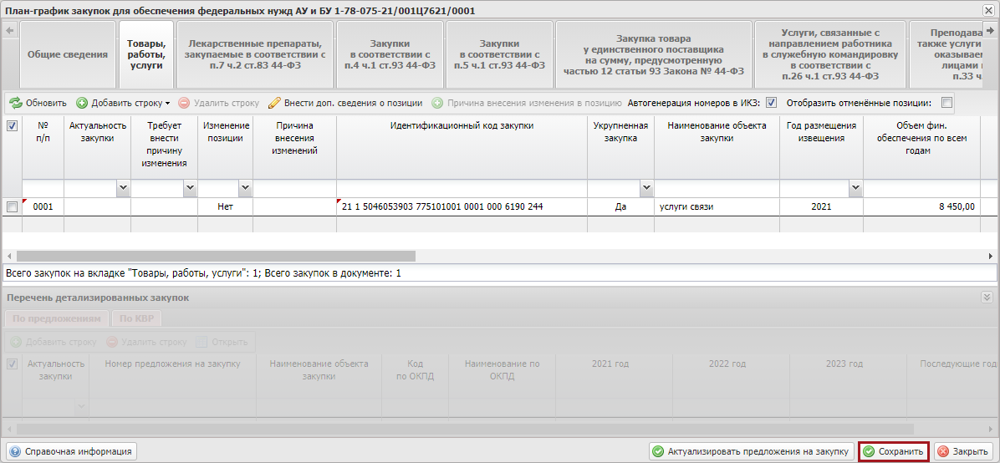 План-график закупок для обеспечения федеральных нужд АУ и БУ 1-78-075-21/001Ц7621/0001
Общие сведения
Товары,
работы,
услуги
Лекарственные препараты,
закупаемые в соответствии с
п.7 ч.2 ст.83 44-ФЗ
Закупки
в соответствии с
п.4 ч.1 ст.93 44-ФЗ
Закупки
в соответствии с
п.5 ч.1 ст.93 44-ФЗ
Закупка товара
у единственного поставщика
на сумму, предусмотренную
частью 12 статьи 93 Закона № 44-ФЗ
Услуги, связанные с
направлением работника
в служебную командировку
в соответствии с
п.26 ч.1 ст.93 44-ФЗ
Преподава
также услуги
оказываем
лицами
п.33 ч.
Обновить Добавить строку Удалить строку Внести доп. сведения о позиции Причина внесения изменения в позицию Автогенерация номеров в ИКЗ: Отобразить отменённые позиции:
№
п/п
Актуальность
закупки
Требует
внести
причину
изменения
Изменение
позиции
Причина
внесения
изменений
Идентификационный код закупки
Укрупненная
закупка
Наименование объекта
закупки
Год размещения
извещения
Объем фин.
обеспечения по всем
годам
0001 Нет 21 1 5046053903 775101001 0001 000 6190 244 Да услуги связи 2021 8 450,00
Всего закупок на вкладке "Товары, работы, услуги": 1; Всего закупок в документе: 1
Перечень детализированных закупок
По предложениям По КВР
Добавить строку Удалить строку Открыть
Актуальность
закупки
Номер предложения на закупку
Наименование объекта
закупки
Код
по ОКПД
Наименование по
ОКПД
2021 год
2022 год
2023 год
Последующие год
Справочная информация Актуализировать предложения на закупку Сохранить Закрыть